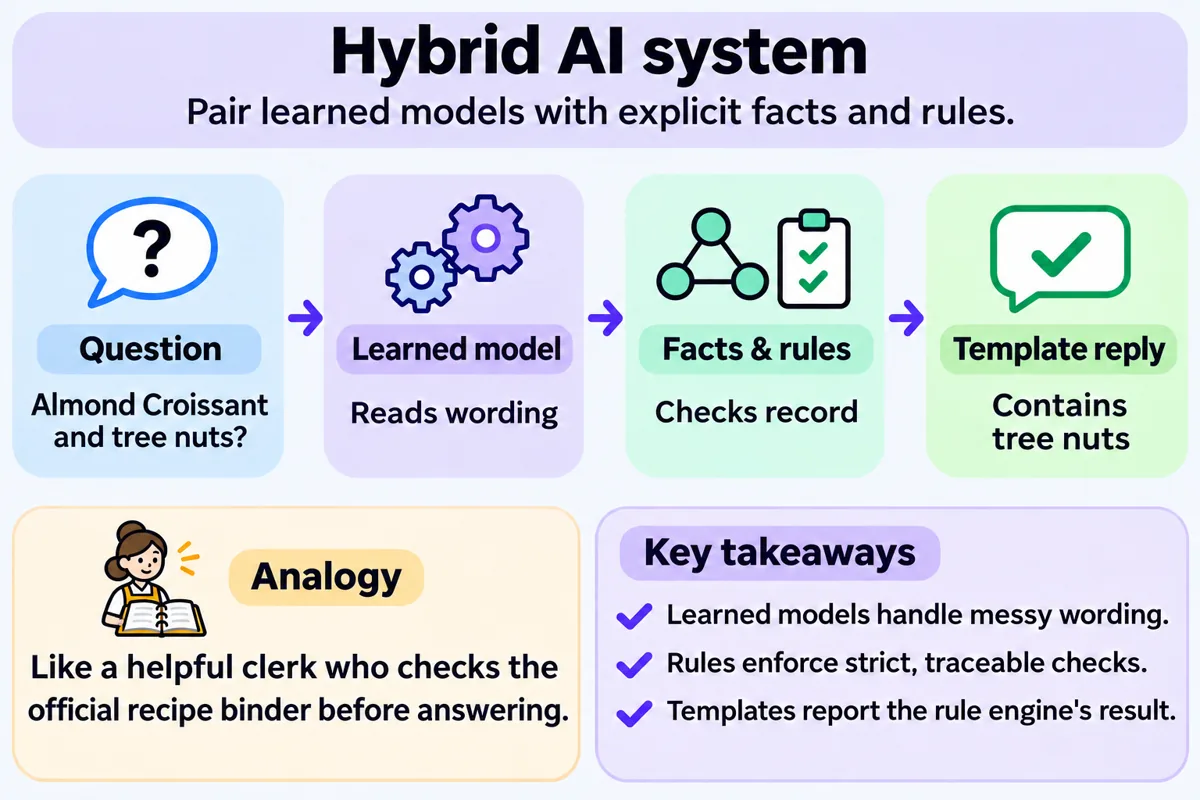 Hybrid AI system
Pair learned models with explicit facts and rules.
?
Question
Almond Croissant
and tree nuts?
Learned model
Reads wording
Facts & rules
Checks record
Template reply
Contains
tree nuts
Analogy
Like a helpful clerk who checks the
official recipe binder before answering.
Key takeaways
Learned models handle messy wording.
Rules enforce strict, traceable checks.
Templates report the rule engine's result.